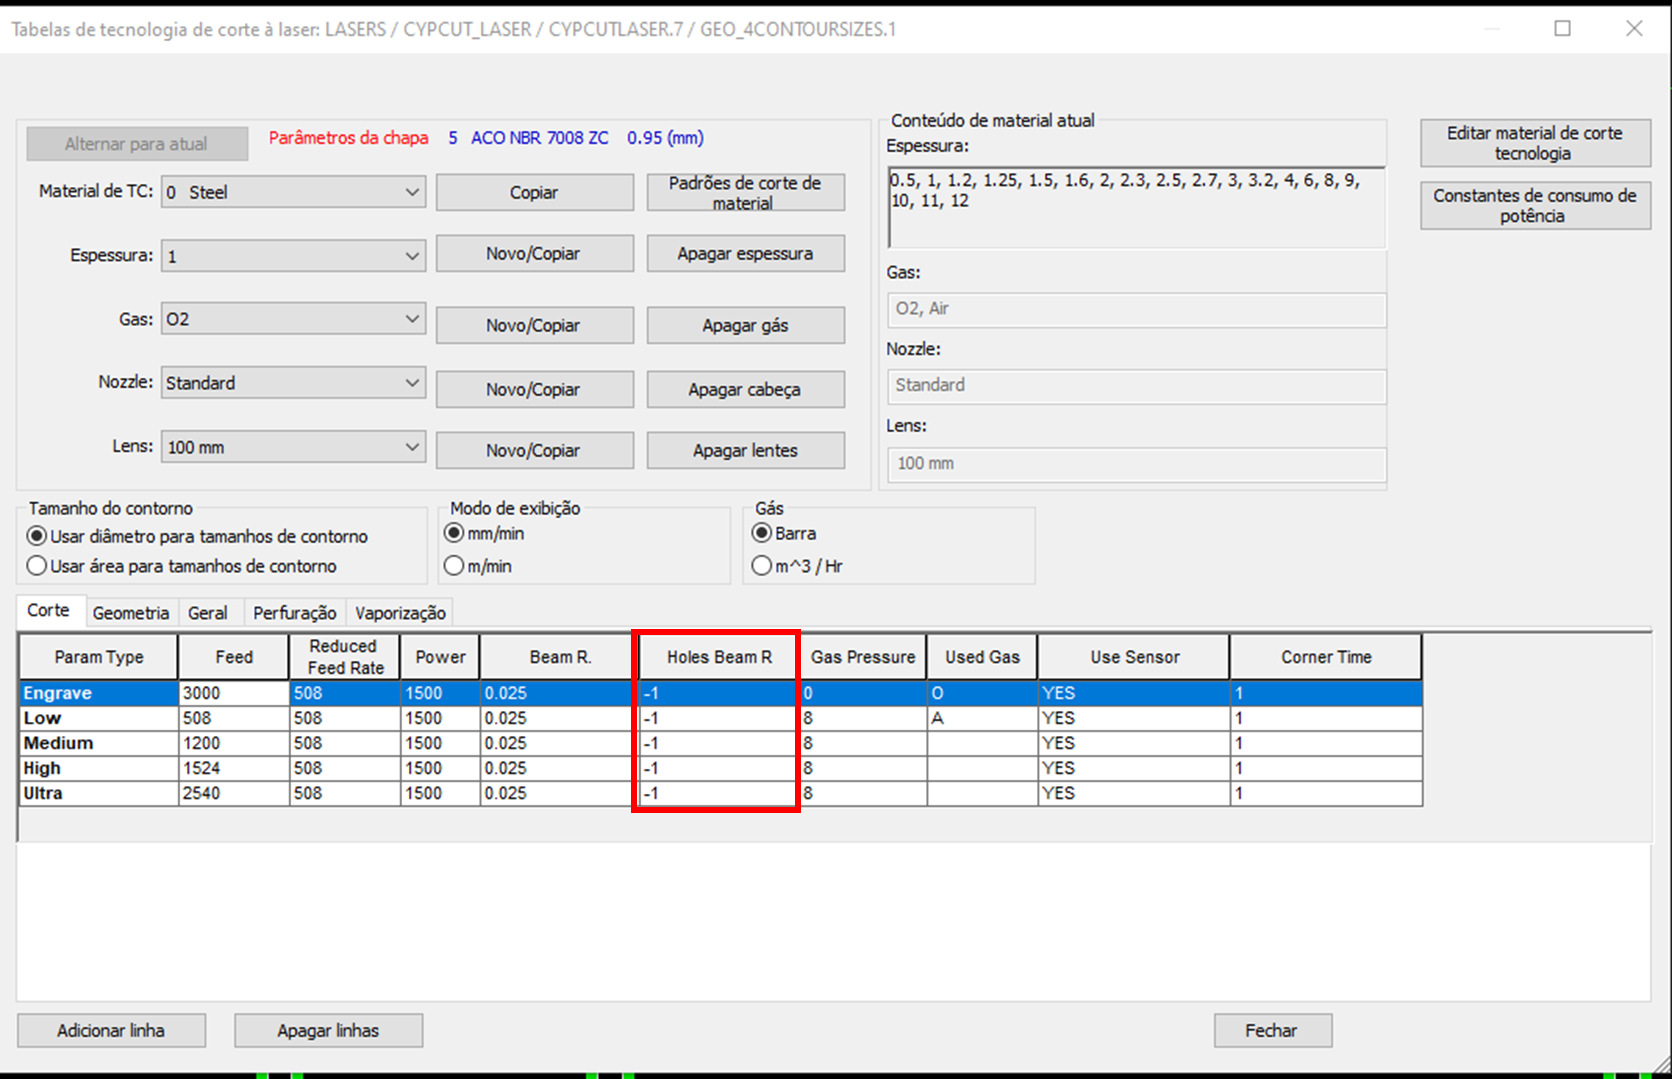 Tabelas de tecnologia de corte à laser: LASERS / CYPCUT_LASER / CYPCUTLASER.7 / GEO_4CONTOURSIZES.1
Alternar para atual
Parâmetros da chapa 5 ACO NBR 7008 ZC 0.95 (mm)
Material de TC: 0 Steel
Copiar
Padrões de corte de
material
Espessura: 1
Novo/Copiar
Apagar espessura
Gas: O2
Novo/Copiar
Apagar gás
Nozzle: Standard
Novo/Copiar
Apagar cabeça
Lens: 100 mm
Novo/Copiar
Apagar lentes
Conteúdo de material atual
Espessura:
0.5, 1, 1.2, 1.25, 1.5, 1.6, 2, 2.3, 2.5, 2.7, 3, 3.2, 4, 6, 8, 9,
10, 11, 12
Gas:
O2, Air
Nozzle:
Standard
Lens:
100 mm
Editar material de corte
tecnologia
Constantes de consumo de
potência
Tamanho do contorno
Usar diâmetro para tamanhos de contorno
Usar área para tamanhos de contorno
Modo de exibição
mm/min
m/min
Gás
Barra
m^3 / Hr
Corte Geometria Geral Perfuração Vaporização
Param Type Feed Reduced Feed Rate Power Beam R. Holes Beam R Gas Pressure Used Gas Use Sensor Corner Time
Engrave 3000 508 1500 0.025 -1 0 O YES 1
Low 508 508 1500 0.025 -1 8 A YES 1
Medium 1200 508 1500 0.025 -1 8 YES 1
High 1524 508 1500 0.025 -1 8 YES 1
Ultra 2540 508 1500 0.025 -1 8 YES 1
Adicionar linha
Apagar linhas
Fechar